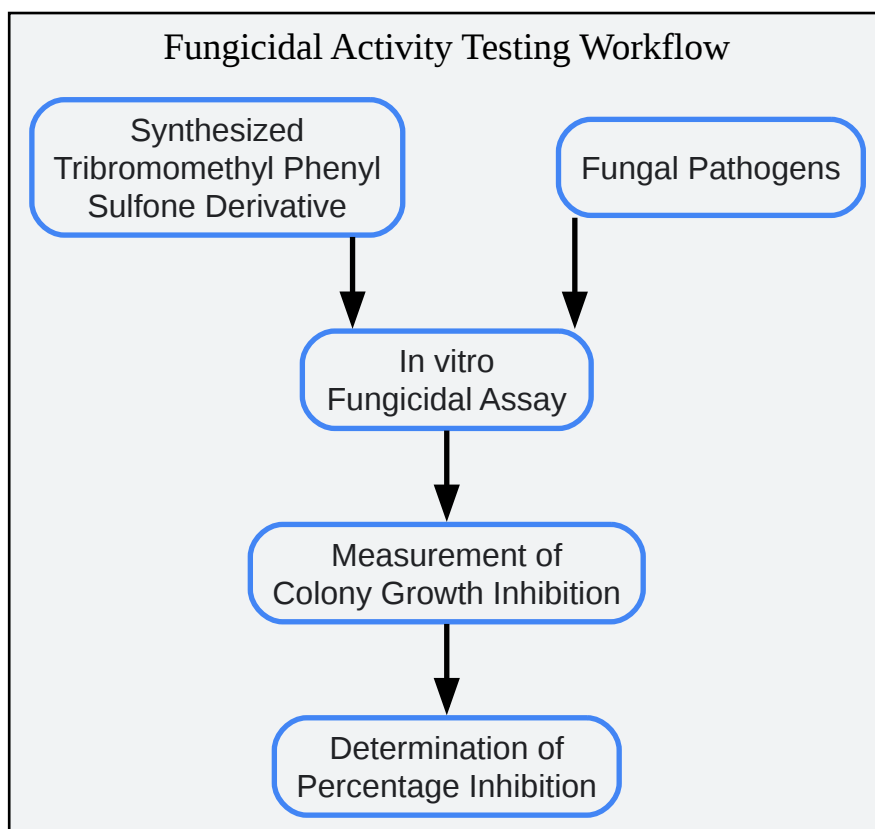 Fungicidal Activity Testing Workflow
Synthesized
Tribromomethyl Phenyl
Sulfone Derivative
Fungal Pathogens
In vitro
Fungicidal Assay
Measurement of
Colony Growth Inhibition
Determination of
Percentage Inhibition